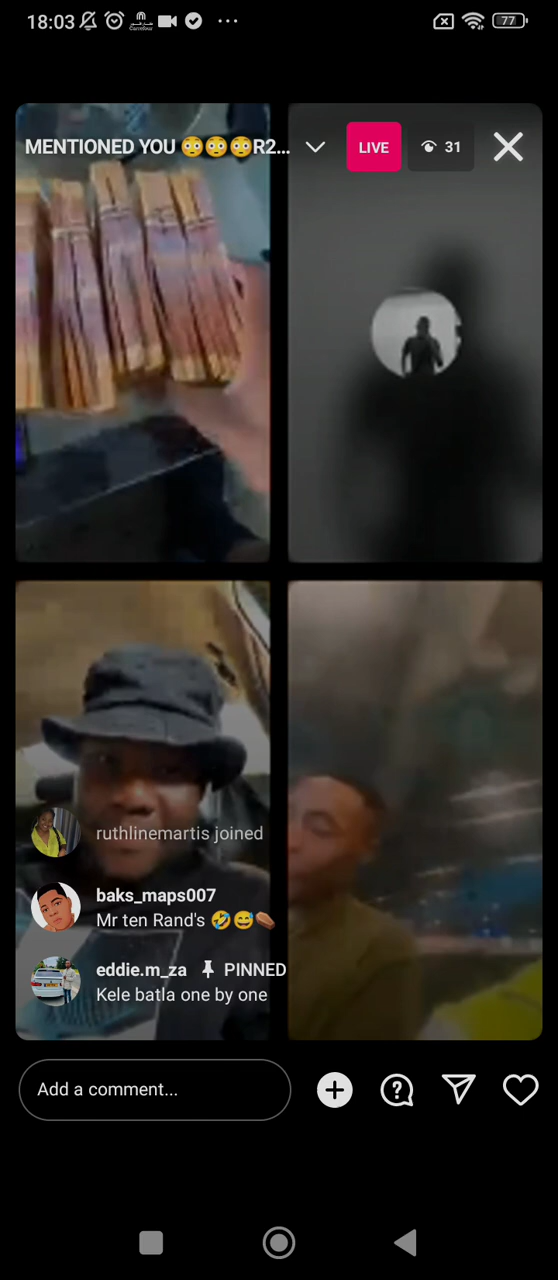 18:03
77
MENTIONED YOU 😳😳😳R2...
LIVE
31
ruthlinemartis joined
baks_maps007
Mr ten Rand's 🤣😅⚰️
eddie.m_za PINNED
Kele batla one by one
Add a comment...